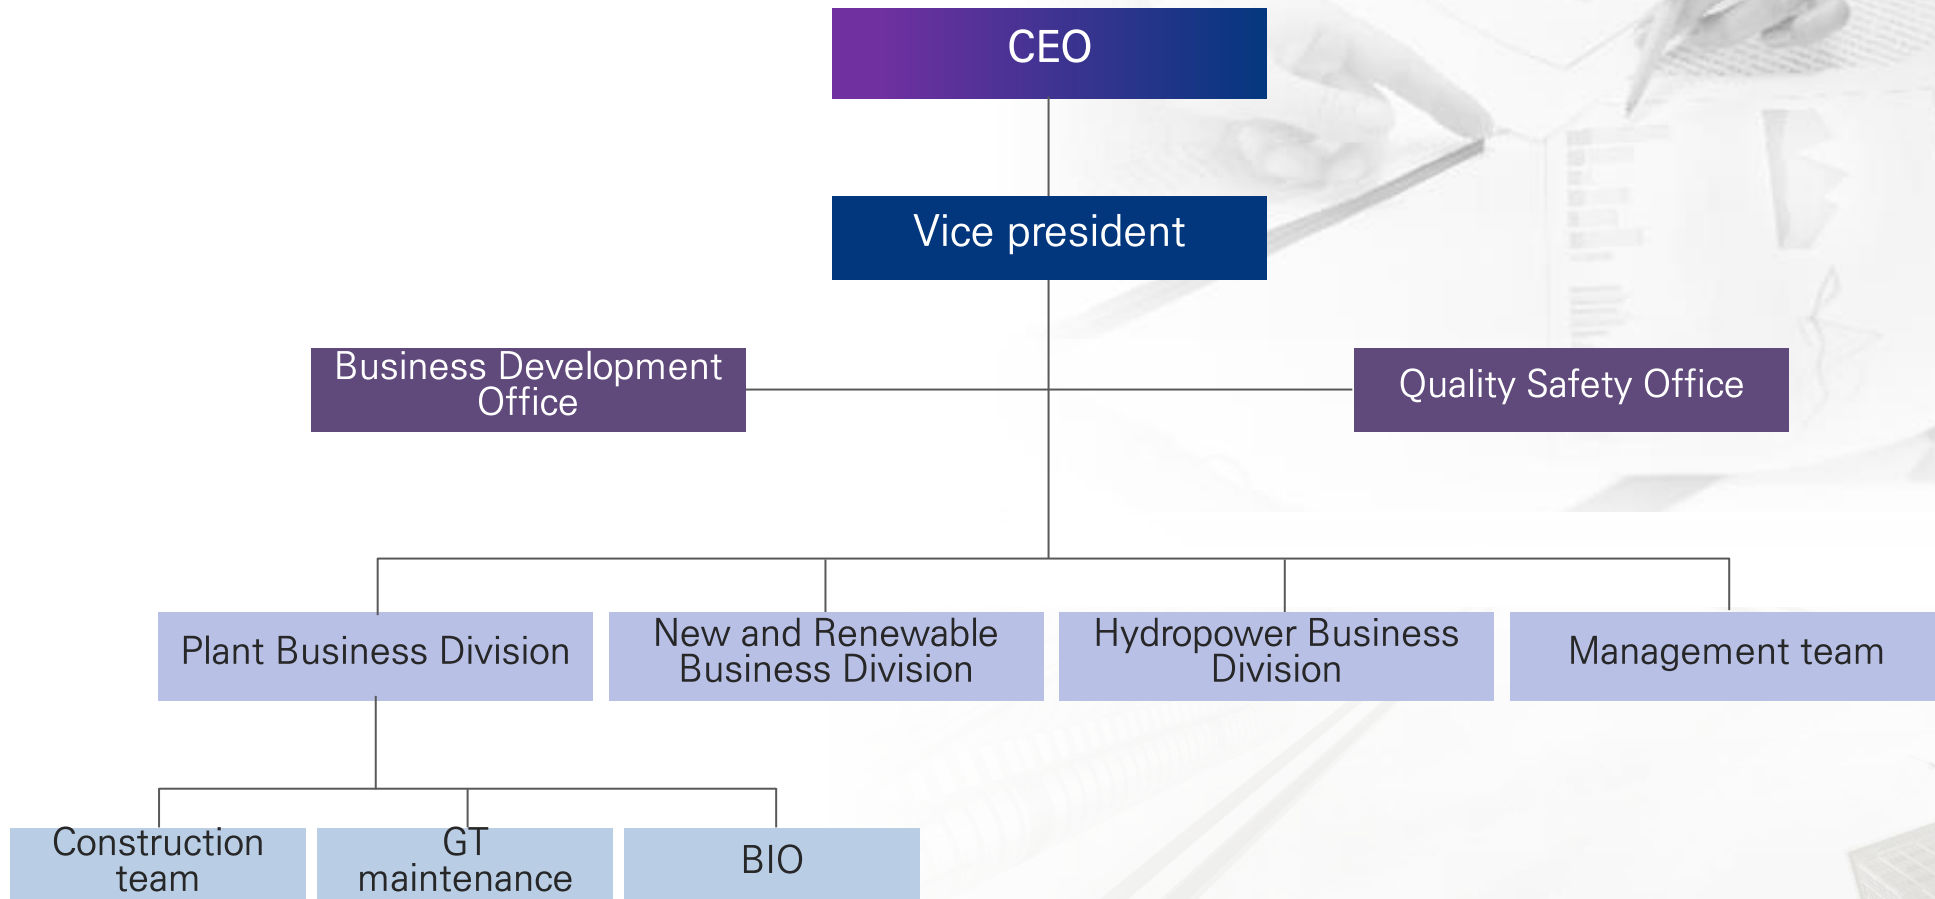 CEO
Vice president
Business Development
Office
Quality Safety Office
Plant Business Division
New and Renewable
Business Division
Hydropower Business
Division
Management team
Construction
team
GT
maintenance
BIO